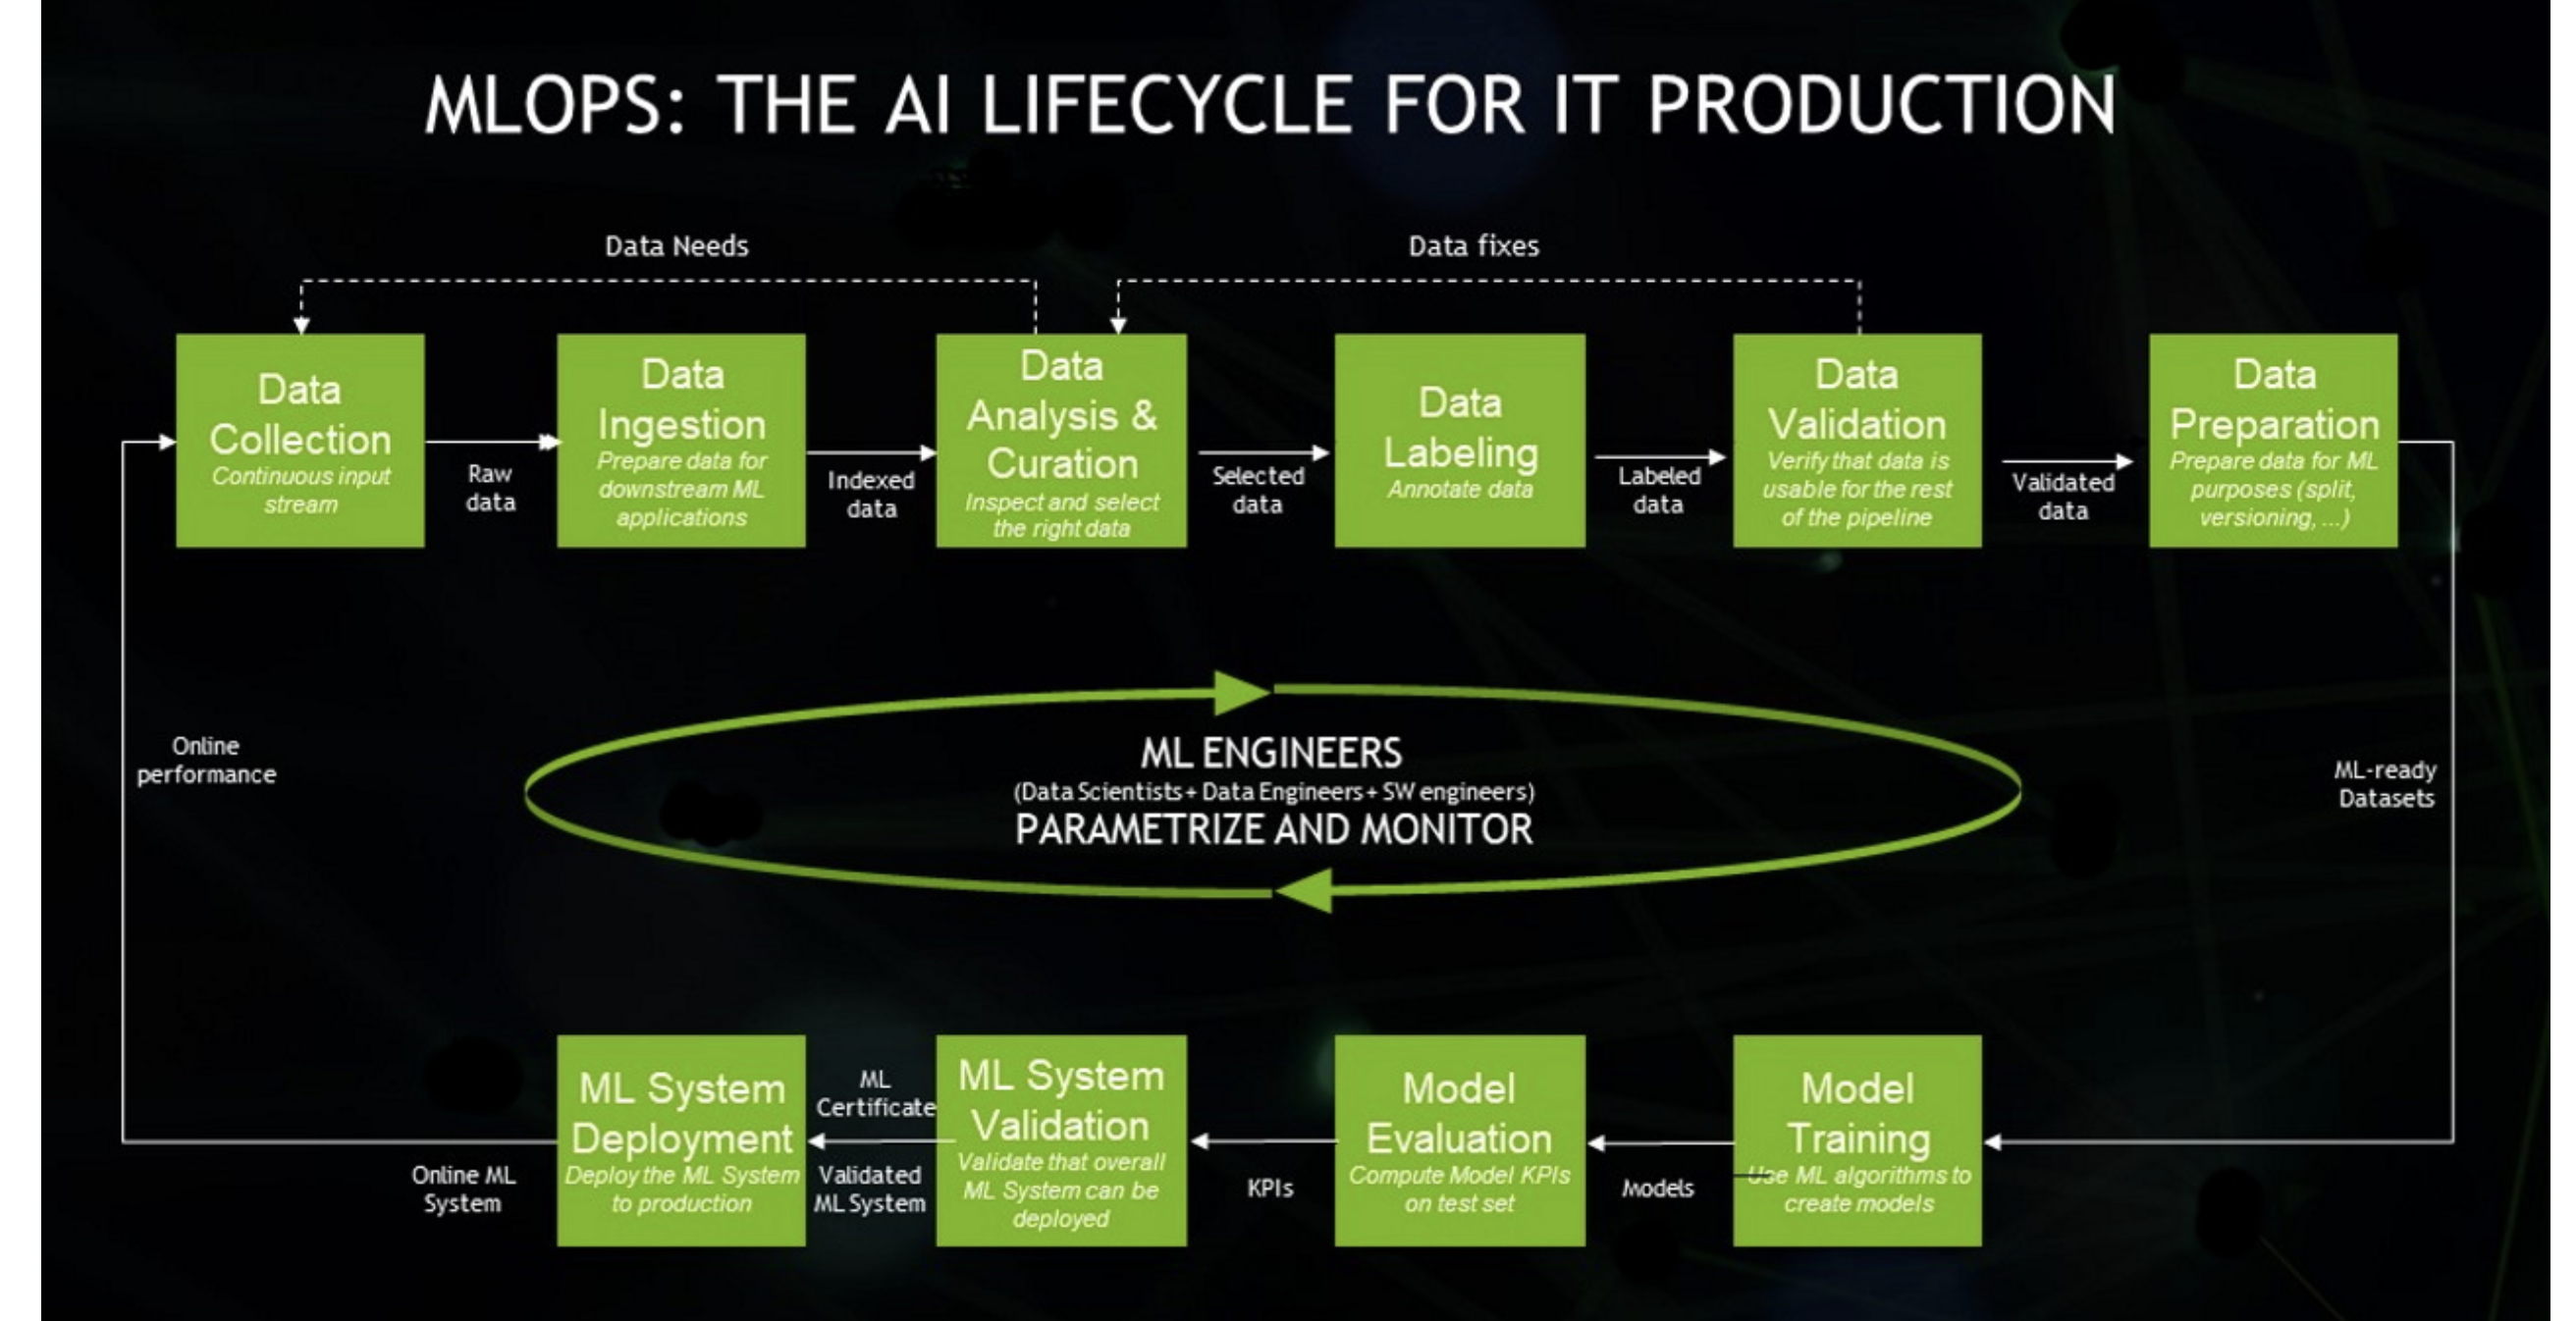 MLOPS: THE AI LIFECYCLE FOR IT PRODUCTION
Data Needs
Data fixes
Data
Collection
Continuous input
stream
Raw
data
Data
Ingestion
Prepare data for
downstream ML
applications
Indexed
data
Data
Analysis &
Curation
Inspect and select
the right data
Selected
data
Data
Labeling
Annotate data
Labeled
data
Data
Validation
Verify that data is
usable for the rest
of the pipeline
Validated
data
Data
Preparation
Prepare data for ML
purposes (split,
versioning, ...)
Online
performance
ML ENGINEERS
(Data Scientists + Data Engineers + SW engineers)
PARAMETRIZE AND MONITOR
ML-ready
Datasets
Online ML
System
ML System
Deployment
Deploy the ML System
to production
ML
Certificate
Validated
ML System
ML System
Validation
Validate that overall
ML System can be
deployed
KPIs
Model
Evaluation
Compute Model KPIs
on test set
Models
Model
Training
Use ML algorithms to
create models